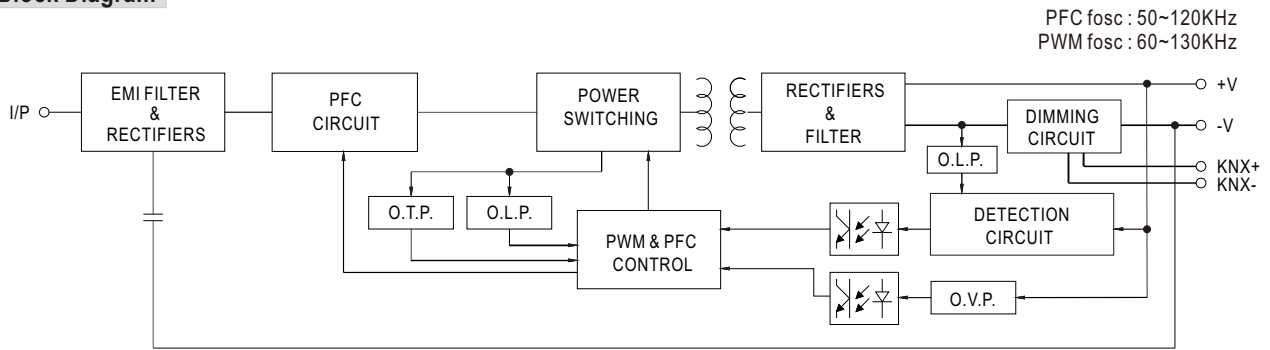 Block Diagram
PFC fosc : 50~120KHz
PWM fosc : 60~130KHz
I/P
EMI FILTER
&
RECTIFIERS
PFC
CIRCUIT
POWER
SWITCHING
RECTIFIERS
&
FILTER
DIMMING
CIRCUIT
+V
-V
KNX+
KNX-
O.L.P.
O.T.P.
O.L.P.
PWM & PFC
CONTROL
DETECTION
CIRCUIT
O.V.P.